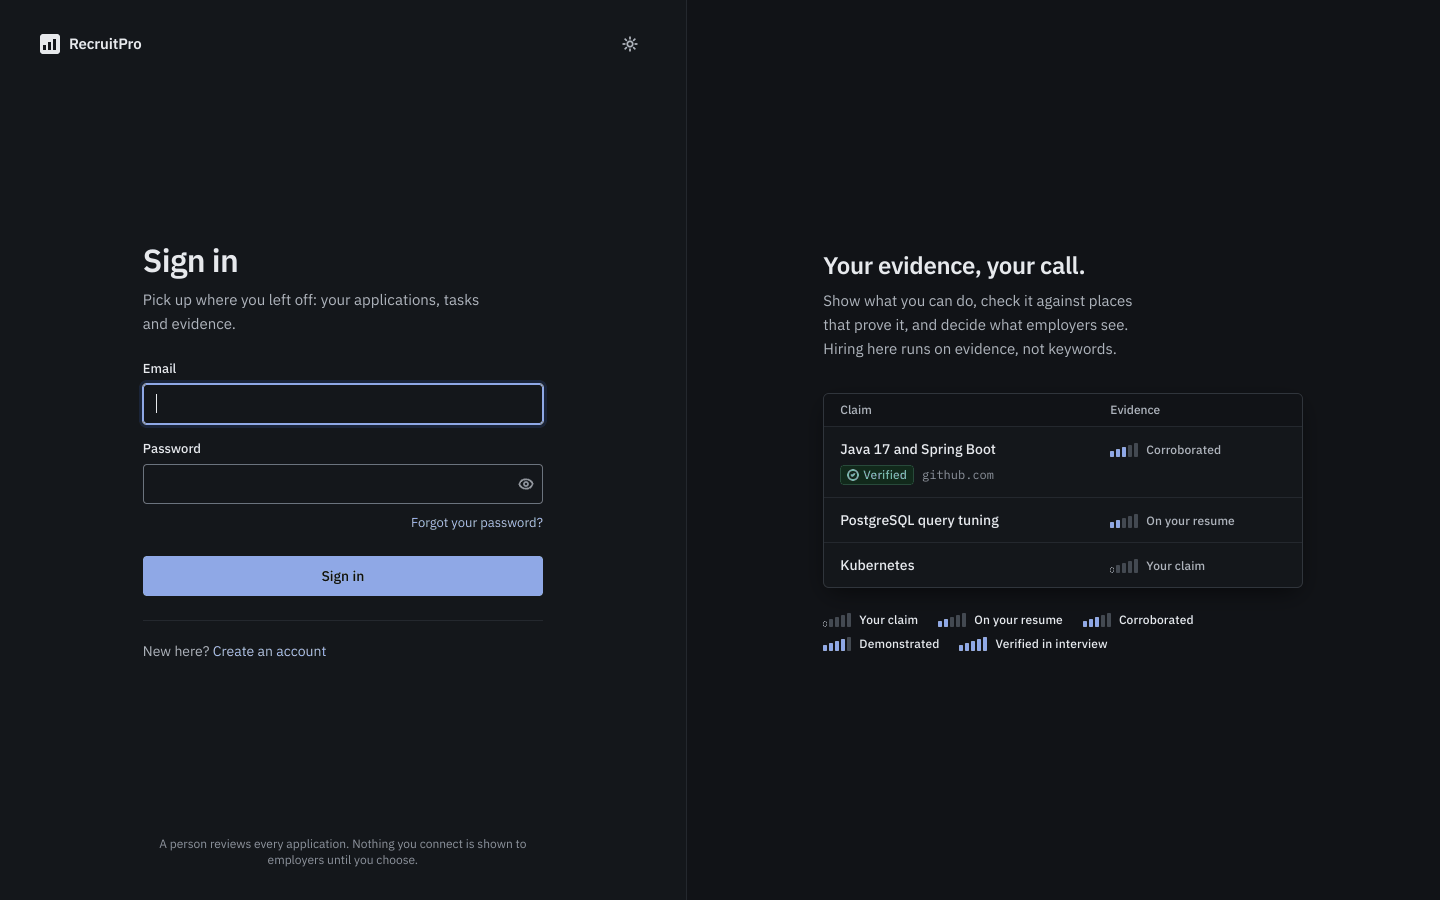 RecruitPro
Sign in
Pick up where you left off: your applications, tasks
and evidence.
Email
Password
Forgot your password?
Sign in
New here? Create an account
A person reviews every application. Nothing you connect is shown to
employers until you choose.
Your evidence, your call.
Show what you can do, check it against places
that prove it, and decide what employers see.
Hiring here runs on evidence, not keywords.
Claim Evidence
Java 17 and Spring Boot Corroborated
Verified github.com
PostgreSQL query tuning On your resume
Kubernetes Your claim
Your claim On your resume Corroborated
Demonstrated Verified in interview